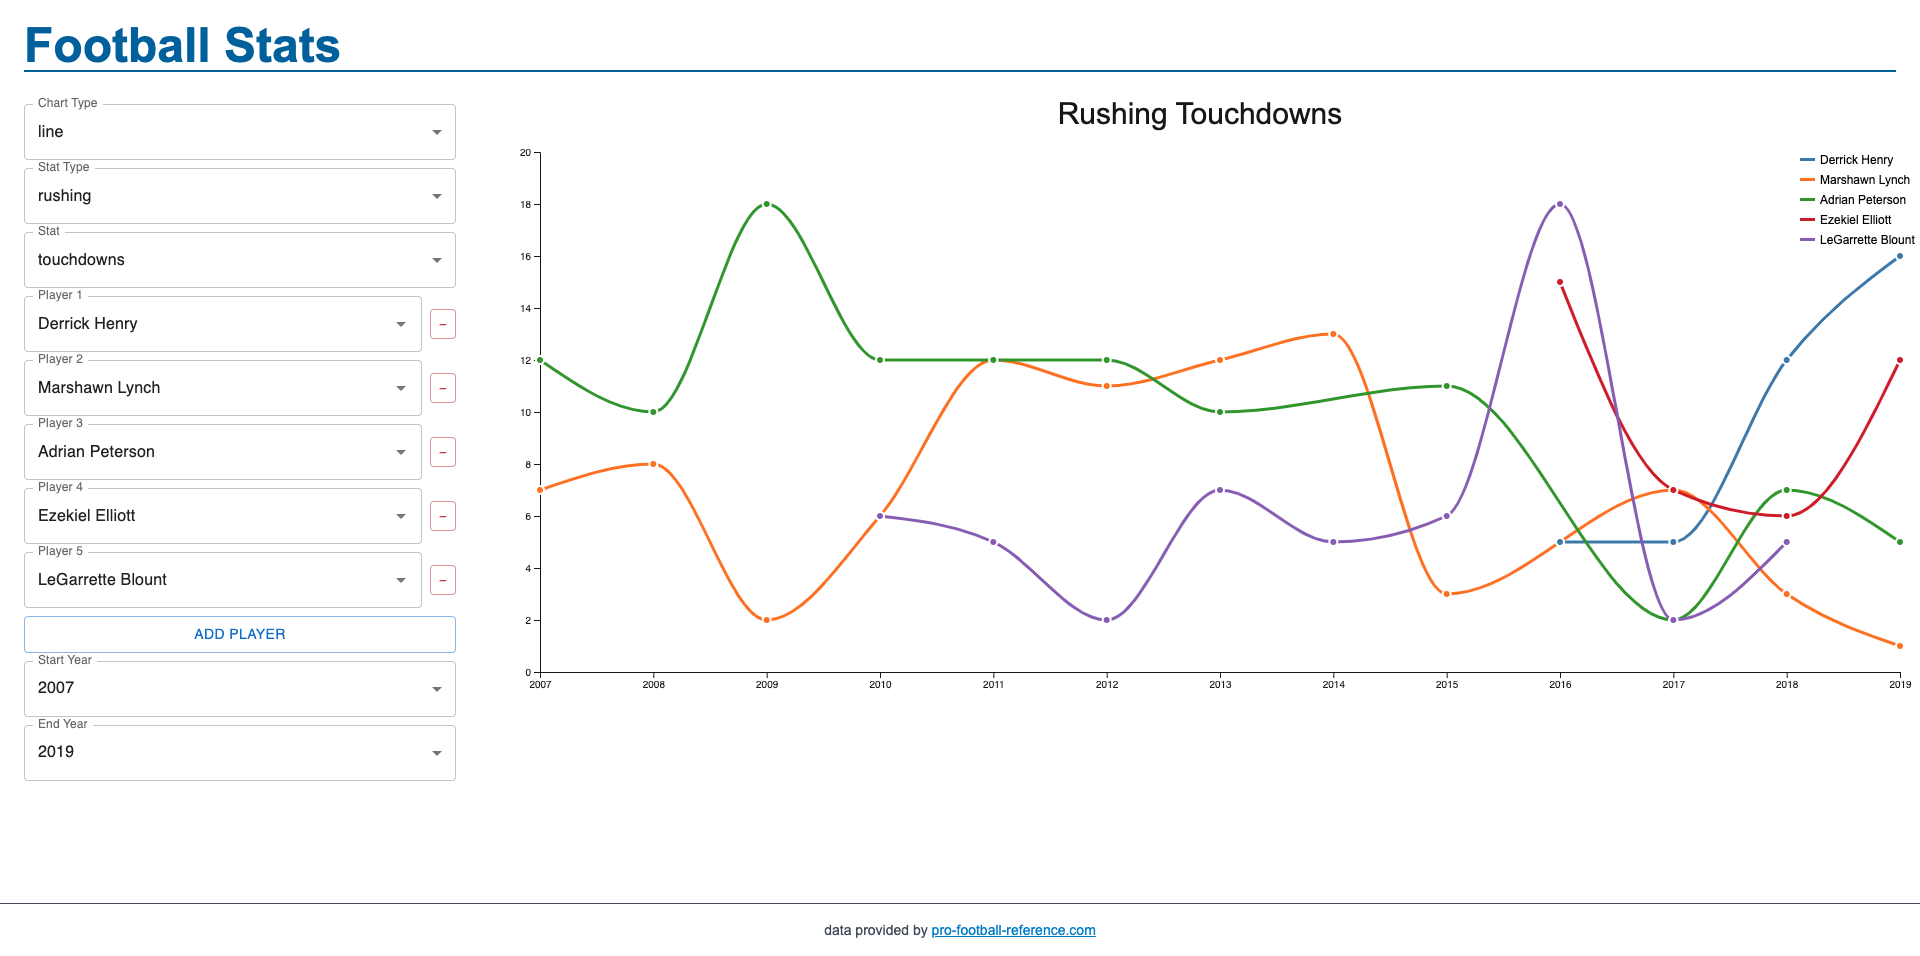 Football Stats
Chart Type
line
Stat Type
rushing
Stat
touchdowns
Player 1
Derrick Henry
–
Player 2
Marshawn Lynch
–
Player 3
Adrian Peterson
–
Player 4
Ezekiel Elliott
–
Player 5
LeGarrette Blount
–
ADD PLAYER
Start Year
2007
End Year
2019
Rushing Touchdowns
20
18
16
14
12
10
8
6
4
2
0
2007 2008 2009 2010 2011 2012 2013 2014 2015 2016 2017 2018 2019
Derrick Henry
Marshawn Lynch
Adrian Peterson
Ezekiel Elliott
LeGarrette Blount
data provided by pro-football-reference.com